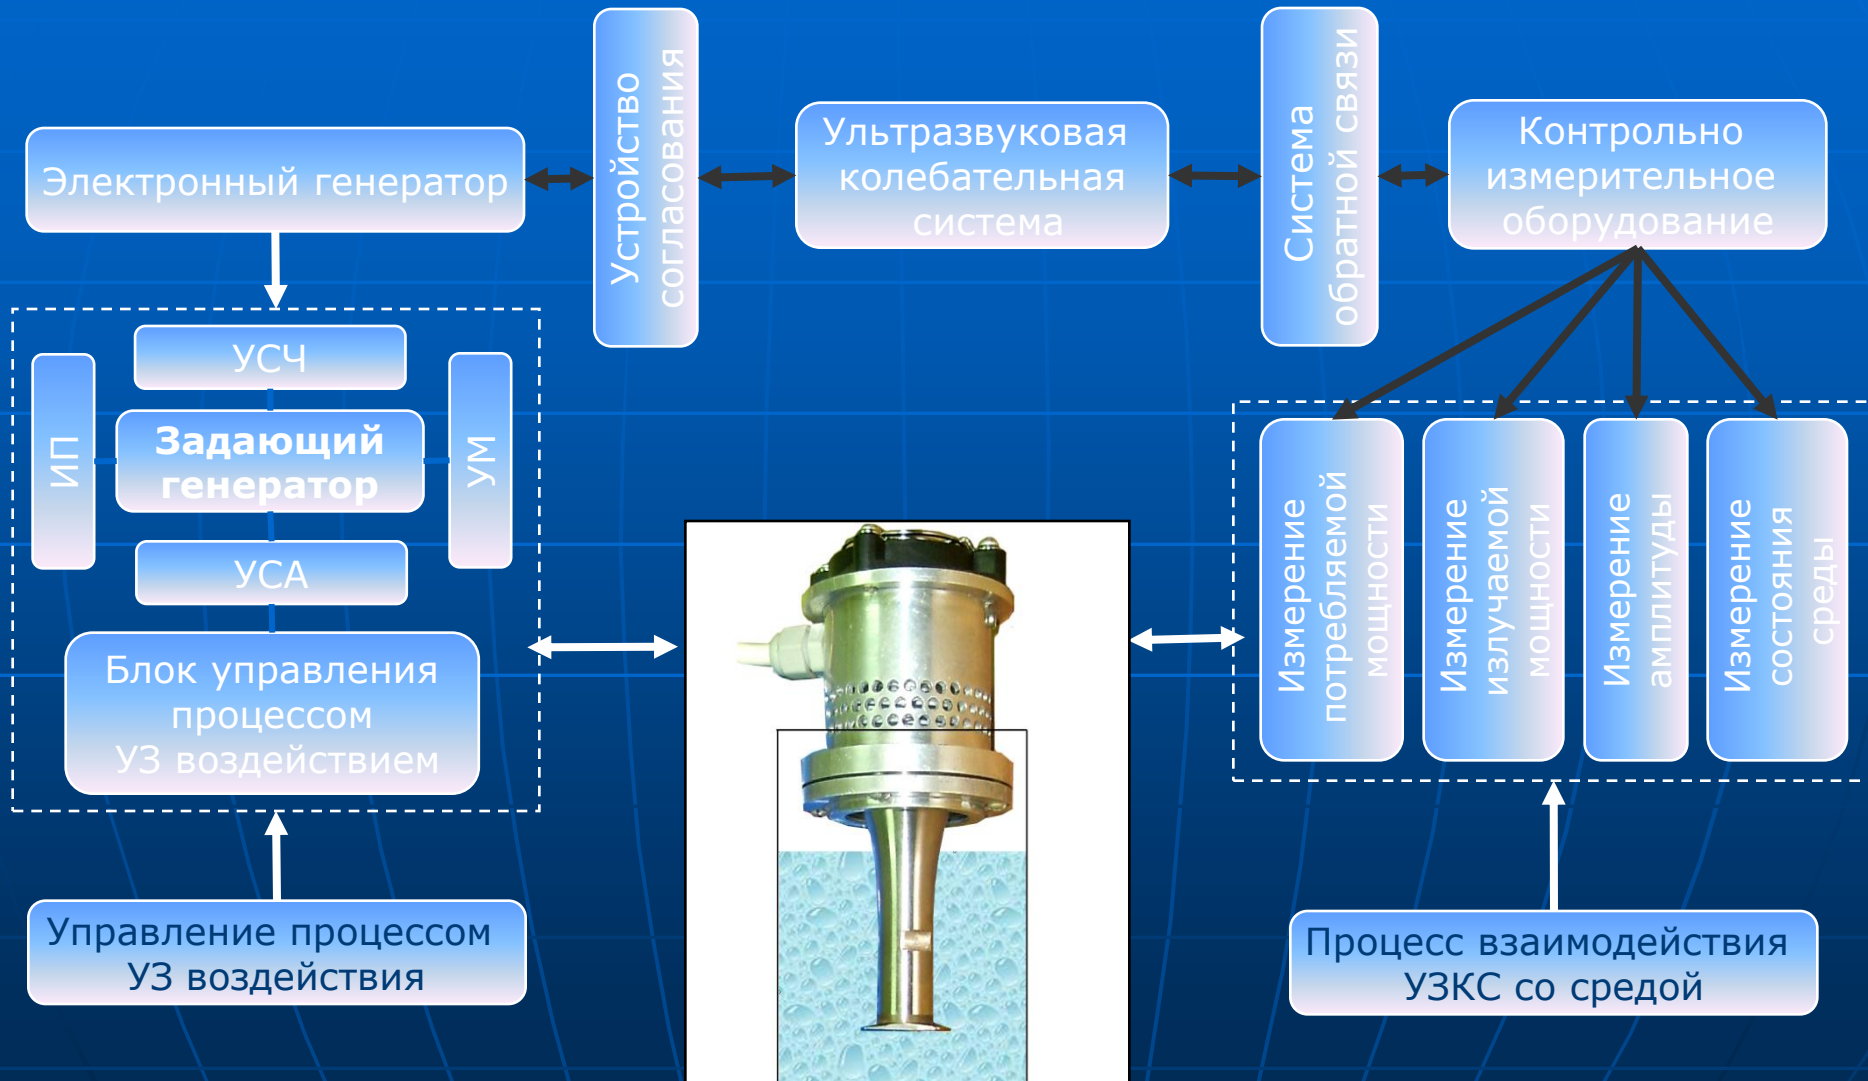 Электронный генератор
Устройство
согласования
Ультразвуковая
колебательная
система
Система
обратной связи
Контрольно
измерительное
оборудование
УСЧ
ИП
Задающий
генератор
УМ
УСА
Блок управления
процессом
УЗ воздействием
Измерение
потребляемой
мощности
Измерение
излучаемой
мощности
Измерение
амплитуды
Измерение
состояния
среды
Управление процессом
УЗ воздействия
Процесс взаимодействия
УЗКС со средой